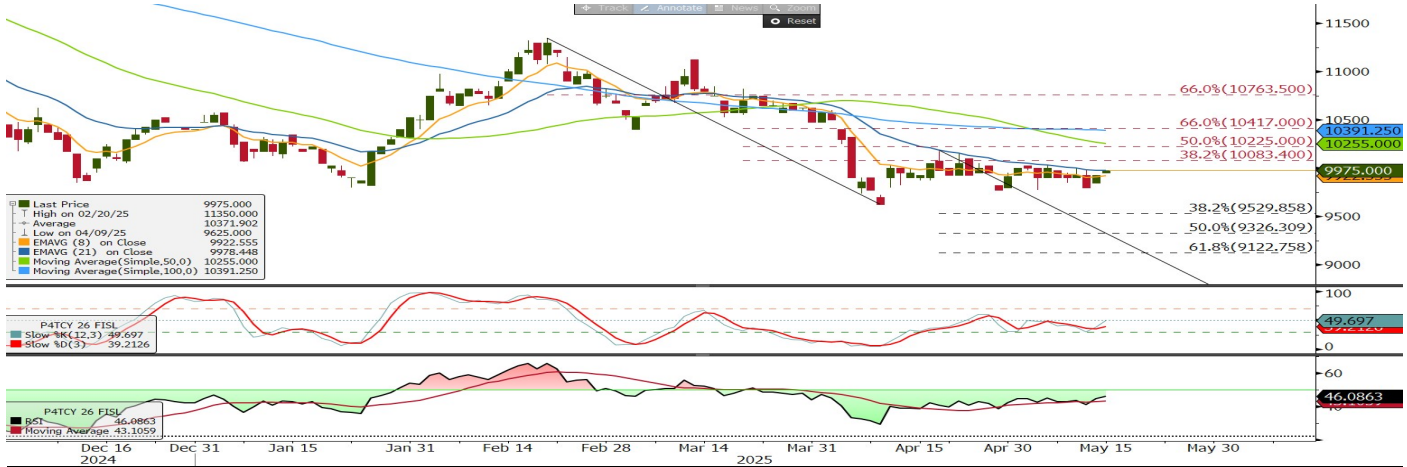 Track Annotate News Zoom
Reset
11500
11000
66.0%(10763.500)
10500
66.0%(10417.000)
10391.250
50.0%(10225.000)
10255.000
38.2%(10083.400)
9975.000
38.2%(9529.858)
9500
50.0%(9326.309)
61.8%(9122.758)
9000
Last Price 9975.000
High on 02/20/25 11350.000
Average 10371.902
Low on 04/09/25 9625.000
EMAVG (8) on Close 9922.555
EMAVG (21) on Close 9978.448
Moving Average(Simple,50,0) 10255.000
Moving Average(Simple,100,0) 10391.250
100
49.697
0
P4TCY 26 FISL
Slow %K(12,3) 49.697
Slow %D(3) 39.2126
60
46.0863
P4TCY 26 FISL
RSI 46.0863
Moving Average 43.1059
Dec 16 Dec 31 Jan 15 Jan 31 Feb 14 Feb 28 Mar 14 Mar 31 Apr 15 Apr 30 May 15 May 30
2024 2025